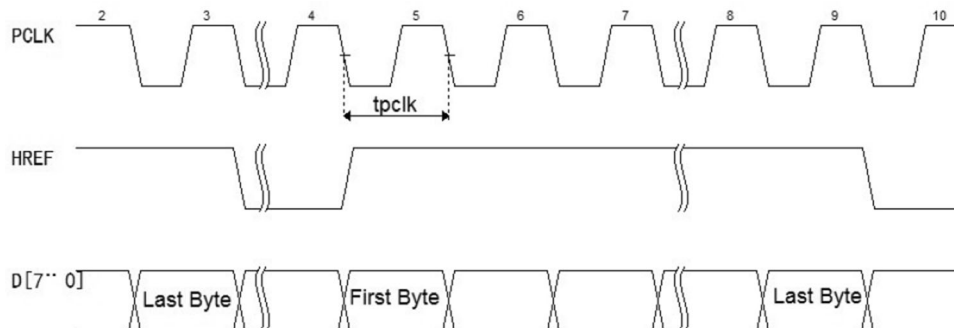 2 3 4 5 6 7 8 9 10
PCLK
tpclk
HREF
D[7¨ 0]
Last Byte First Byte Last Byte